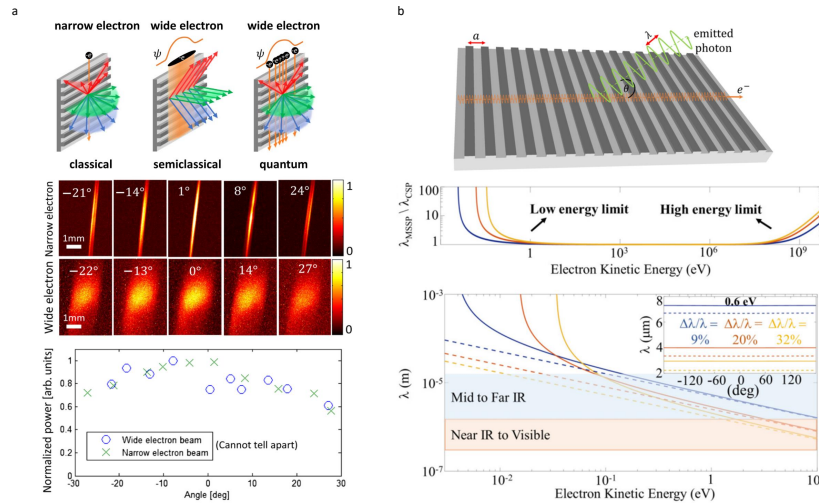 a
narrow electron
wide electron
wide electron
ψ
ψ
classical
semiclassical
quantum
Narrow electron
−21°
−14°
1°
8°
24°
1mm
1
0
Wide electron
−22°
−13°
0°
14°
27°
1mm
1
0
Normalized power [arb. units]
1
0.8
0.6
0.4
0.2
0
Wide electron beam
Narrow electron beam
(Cannot tell apart)
-30
-20
-10
0
10
20
30
Angle [deg]
b
a
λ
emitted
photon
θ
e−
λMSSP \ λCSP
100
10
1
Low energy limit
High energy limit
1
10³
10⁶
10⁹
Electron Kinetic Energy (eV)
λ (m)
10⁻³
10⁻⁵
10⁻⁷
Mid to Far IR
Near IR to Visible
λ (μm)
8
6
4
2
0.6 eV
Δλ/λ = Δλ/λ = Δλ/λ =
9% 20% 32%
-120 -60 0 60 120
(deg)
10⁻² 10⁻¹ 1 10
Electron Kinetic Energy (eV)